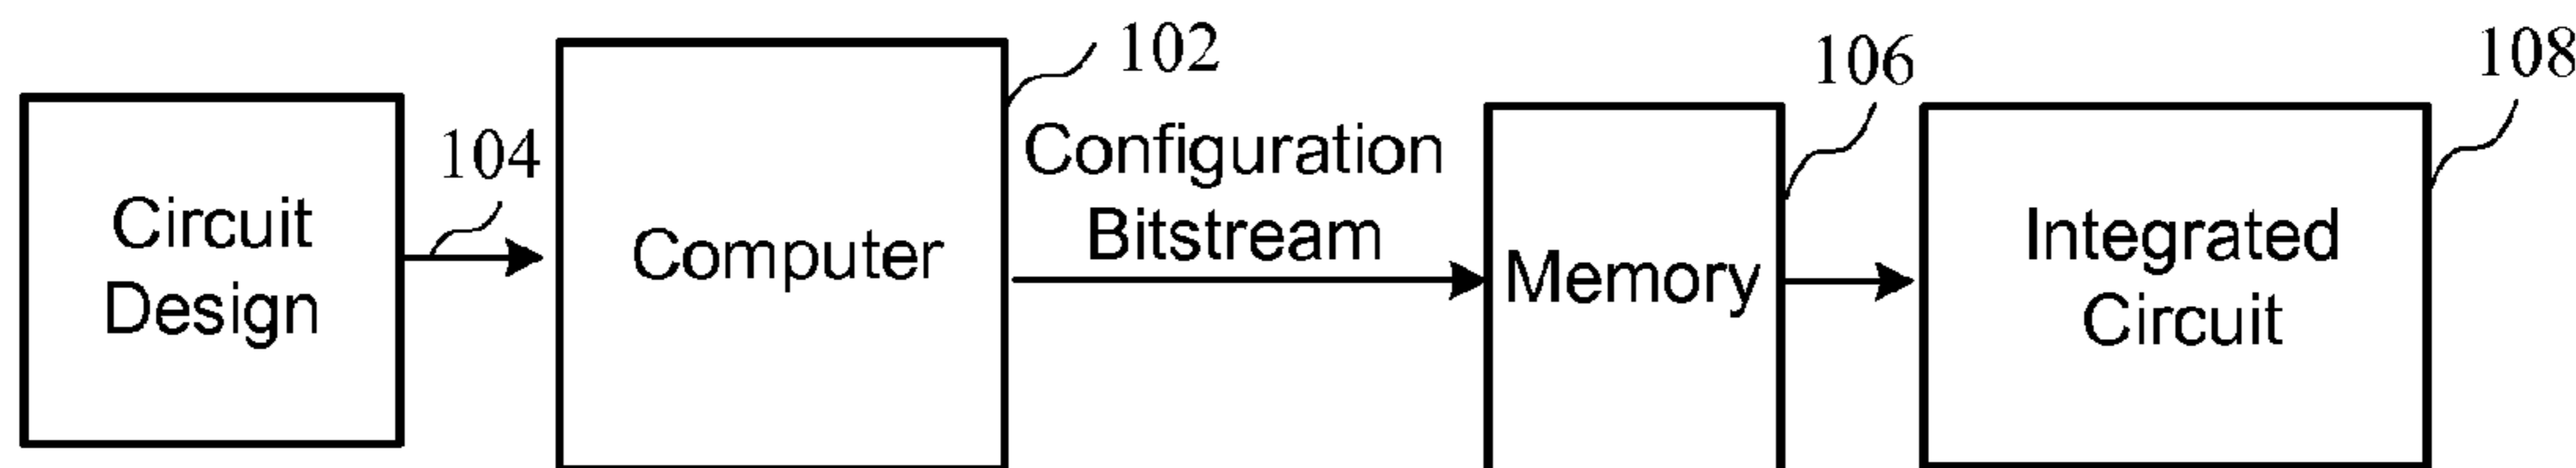 Circuit
Design
104
Computer
102
Configuration
Bitstream
Memory
106
Integrated
Circuit
108